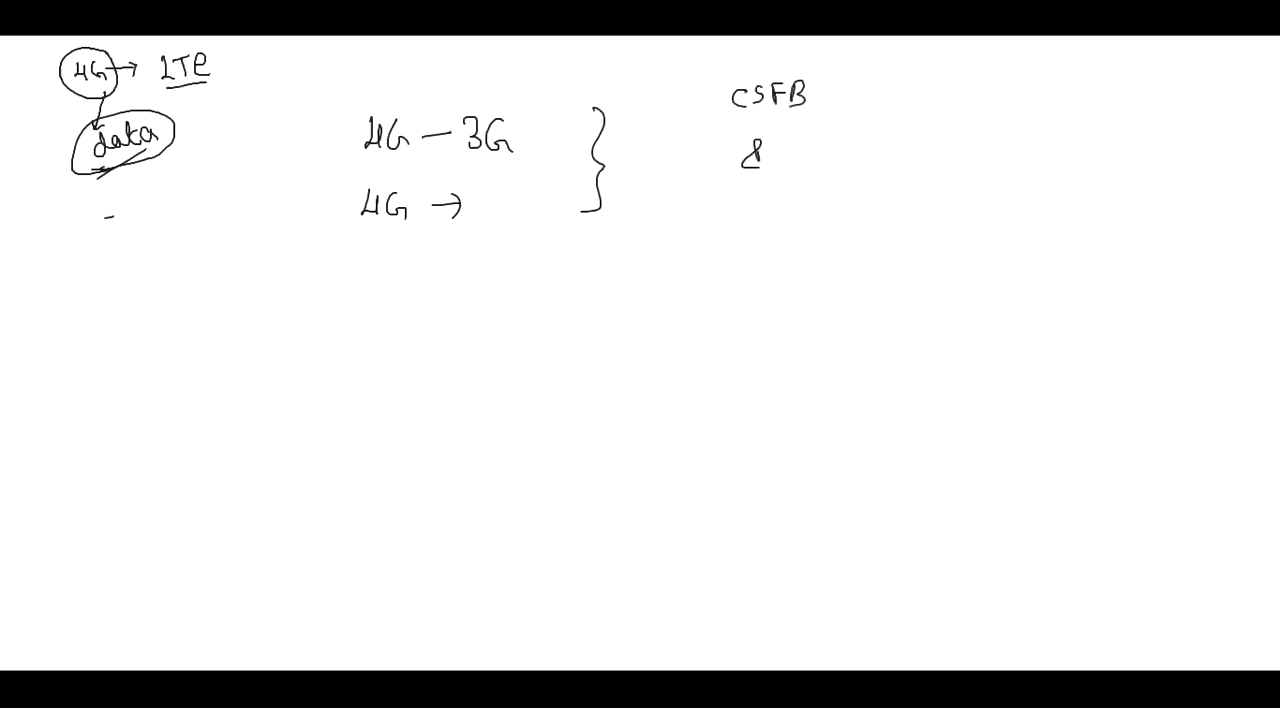 4G → LTE
data
4G - 3G
4G →
CSFB
&